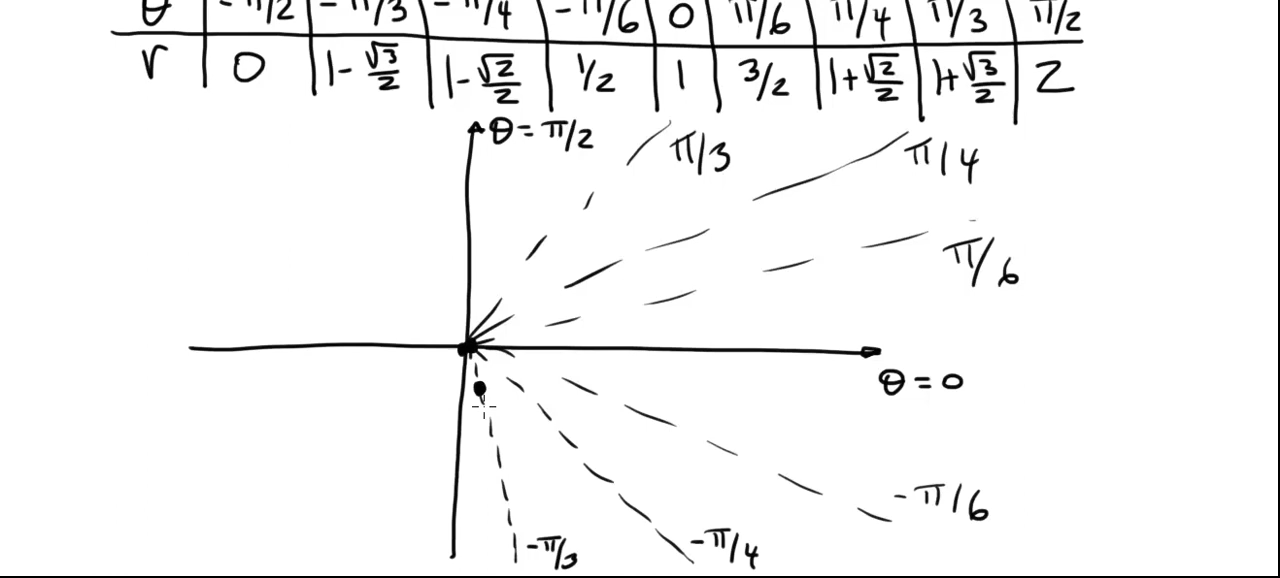 θ | -π/2 | -π/3 | -π/4 | -π/6 | 0 | π/6 | π/4 | π/3 | π/2
r | 0 | 1-√3/2 | 1-√2/2 | 1/2 | 1 | 3/2 | 1+√2/2 | 1+√3/2 | 2
θ=π/2
π/3
π/4
π/6
θ=0
-π/6
-π/4
-π/3